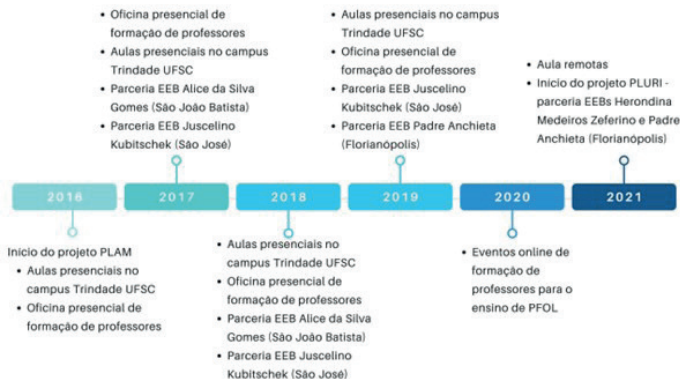 • Oficina presencial de
formação de professores
• Aulas presenciais no campus
Trindade UFSC
• Parceria EEB Alice da Silva
Gomes (São João Batista)
• Parceria EEB Juscelino
Kubitschek (São José)
• Aulas presenciais no campus
Trindade UFSC
• Oficina presencial de
formação de professores
• Parceria EEB Juscelino
Kubitschek (São José)
• Parceria EEB Padre Anchieta
(Florianópolis)
• Aula remotas
• Início do projeto PLURI -
parceria EEBs Herondina
Medeiros Zeferino e Padre
Anchieta (Florianópolis)
2016
2017
2018
2019
2020
2021
Início do projeto PLAM
• Aulas presenciais no
campus Trindade UFSC
• Oficina presencial de
formação de professores
• Aulas presenciais no
campus Trindade UFSC
• Oficina presencial de
formação de professores
• Parceria EEB Alice da Silva
Gomes (São João Batista)
• Parceria EEB Juscelino
Kubitschek (São José)
• Eventos online de
formação de
professores para o
ensino de PFOL